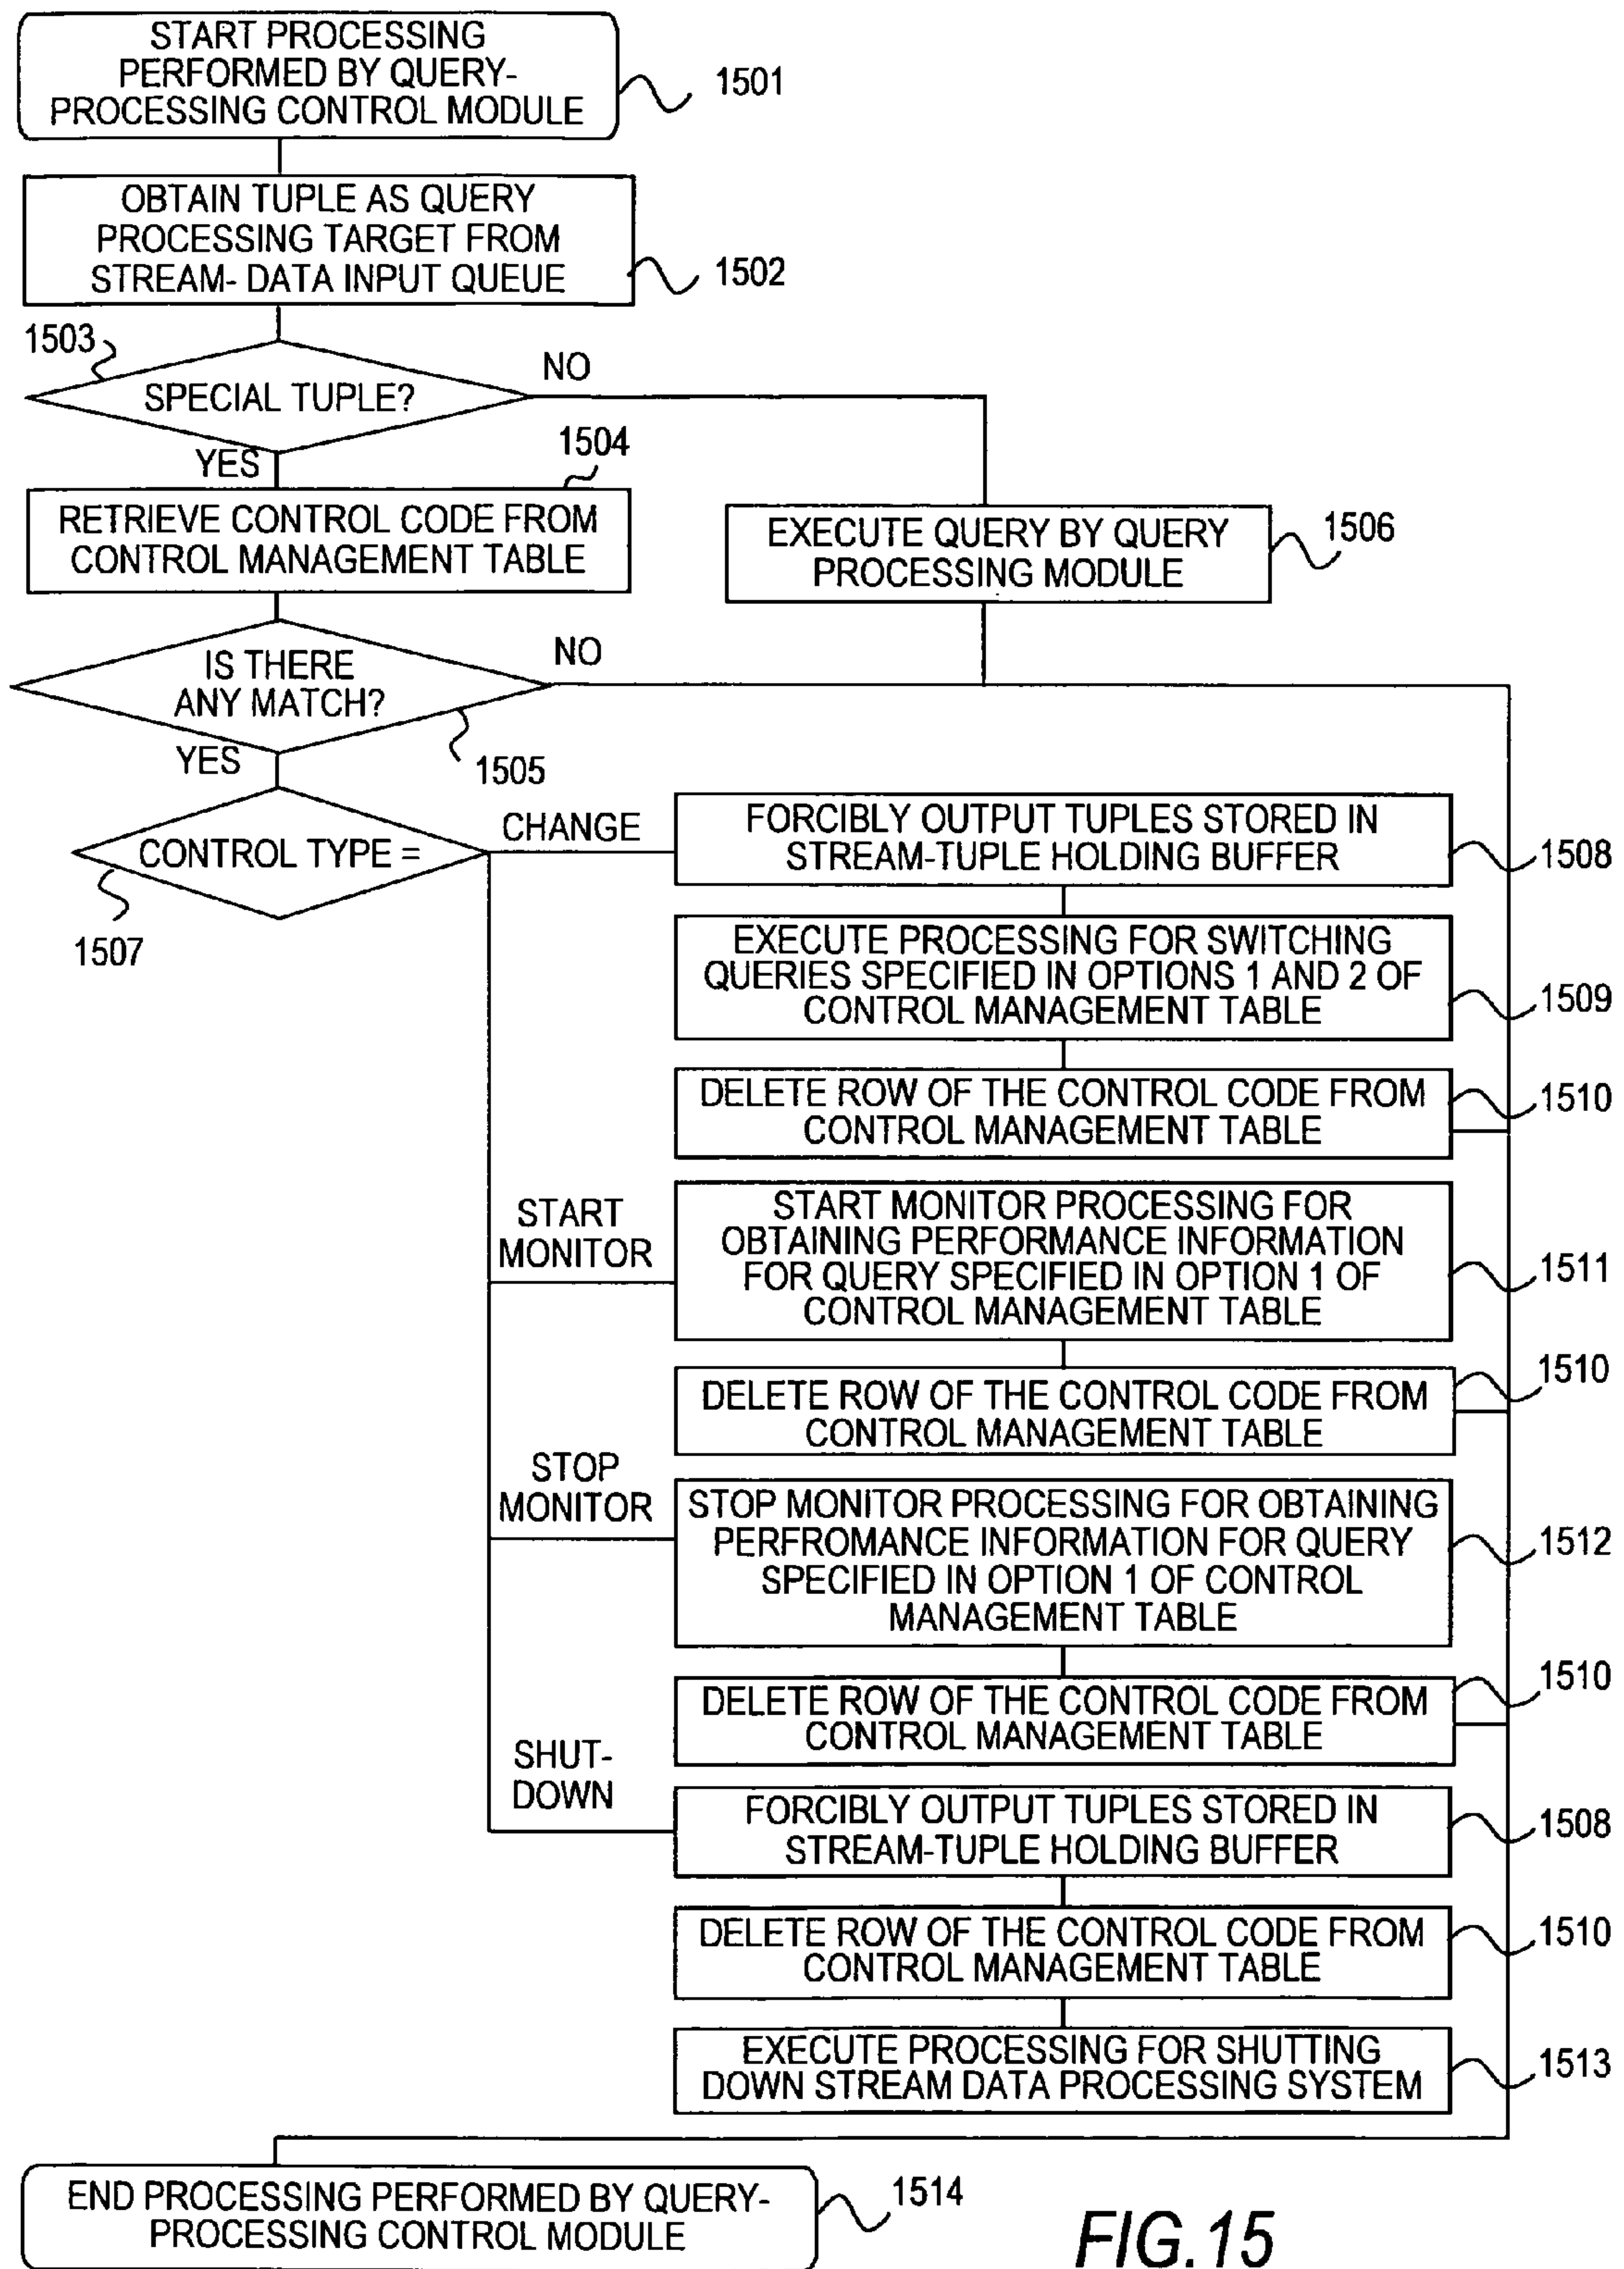 START PROCESSING
PERFORMED BY QUERY-
PROCESSING CONTROL MODULE
1501
OBTAIN TUPLE AS QUERY
PROCESSING TARGET FROM
STREAM- DATA INPUT QUEUE
1502
1503
SPECIAL TUPLE?
NO
YES
1504
RETRIEVE CONTROL CODE FROM
CONTROL MANAGEMENT TABLE
EXECUTE QUERY BY QUERY
PROCESSING MODULE
1506
IS THERE
ANY MATCH?
NO
YES
1505
CONTROL TYPE =
1507
CHANGE
FORCIBLY OUTPUT TUPLES STORED IN
STREAM-TUPLE HOLDING BUFFER
1508
EXECUTE PROCESSING FOR SWITCHING
QUERIES SPECIFIED IN OPTIONS 1 AND 2 OF
CONTROL MANAGEMENT TABLE
1509
DELETE ROW OF THE CONTROL CODE FROM
CONTROL MANAGEMENT TABLE
1510
START
MONITOR
START MONITOR PROCESSING FOR
OBTAINING PERFORMANCE INFORMATION
FOR QUERY SPECIFIED IN OPTION 1 OF
CONTROL MANAGEMENT TABLE
1511
DELETE ROW OF THE CONTROL CODE FROM
CONTROL MANAGEMENT TABLE
1510
STOP
MONITOR
STOP MONITOR PROCESSING FOR OBTAINING
PERFROMANCE INFORMATION FOR QUERY
SPECIFIED IN OPTION 1 OF CONTROL
MANAGEMENT TABLE
1512
DELETE ROW OF THE CONTROL CODE FROM
CONTROL MANAGEMENT TABLE
1510
SHUT-
DOWN
FORCIBLY OUTPUT TUPLES STORED IN
STREAM-TUPLE HOLDING BUFFER
1508
DELETE ROW OF THE CONTROL CODE FROM
CONTROL MANAGEMENT TABLE
1510
EXECUTE PROCESSING FOR SHUTTING
DOWN STREAM DATA PROCESSING SYSTEM
1513
END PROCESSING PERFORMED BY QUERY-
PROCESSING CONTROL MODULE
1514
FIG.15